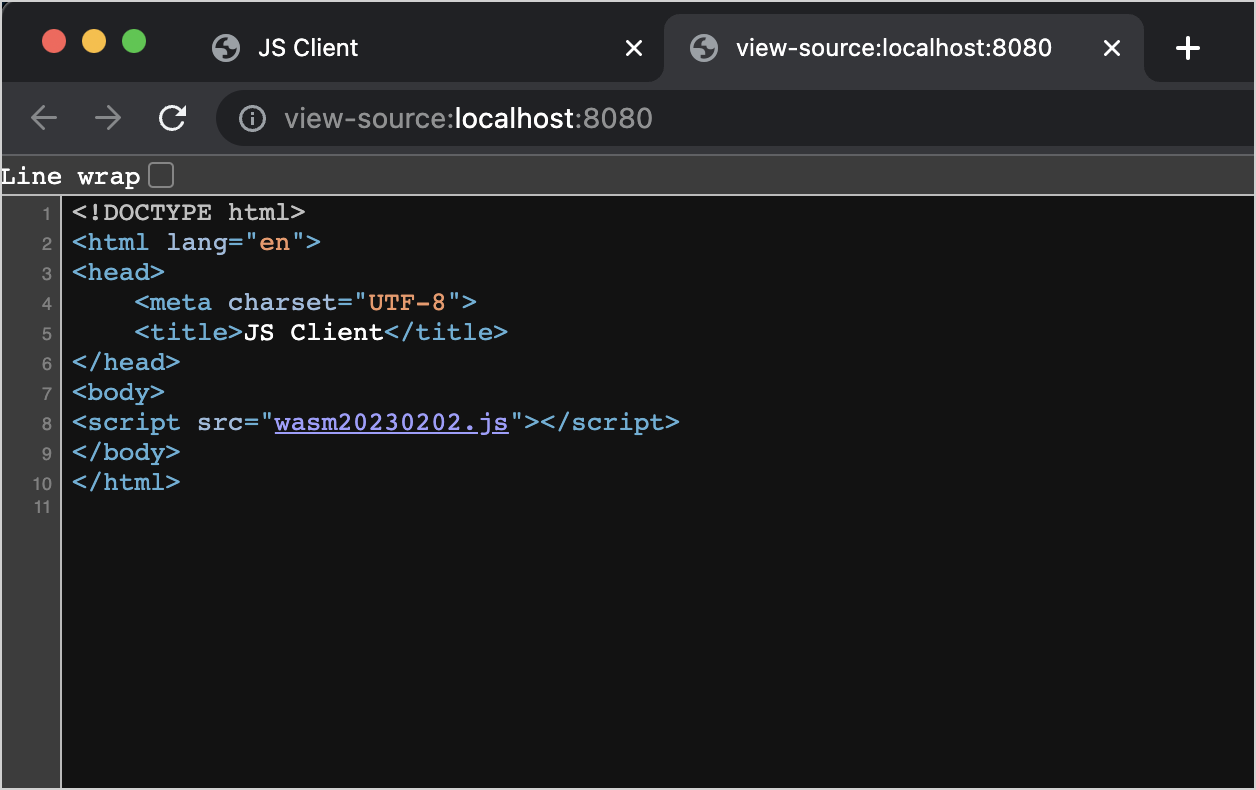 JS Client
view-source:localhost:8080
view-source:localhost:8080
Line wrap
1 <!DOCTYPE html>
2 <html lang="en">
3 <head>
4     <meta charset="UTF-8">
5     <title>JS Client</title>
6 </head>
7 <body>
8 <script src="wasm20230202.js"></script>
9 </body>
10 </html>
11